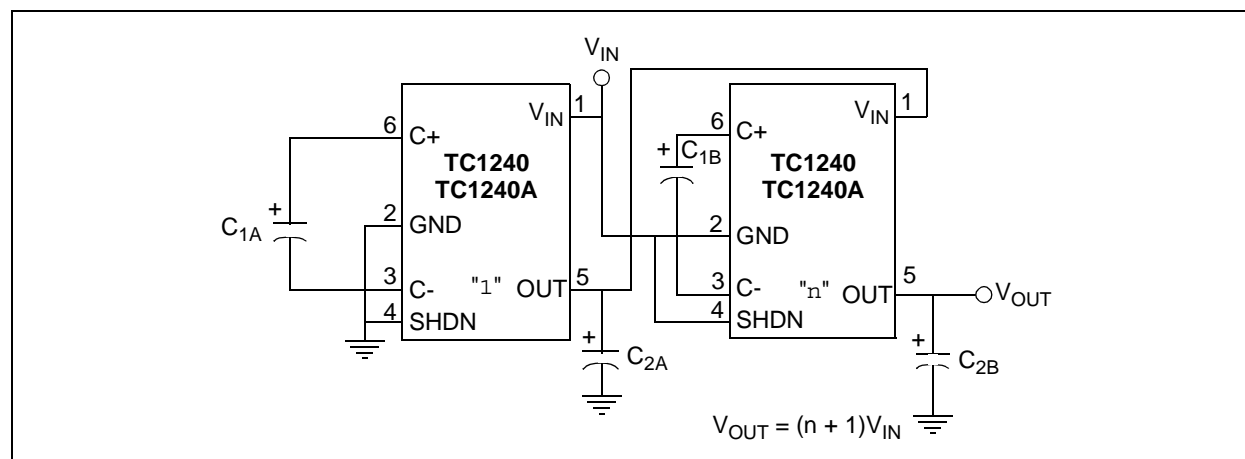 V_IN
V_IN 1
6 C+
TC1240
TC1240A
2 GND
+
C_1A
3 C-
"1"
OUT 5
4 SHDN
+
C_2A
V_IN 1
6 C+
+ C_1B
TC1240
TC1240A
2 GND
3 C-
"n"
OUT 5
V_OUT
4 SHDN
+
C_2B
V_OUT = (n + 1)V_IN